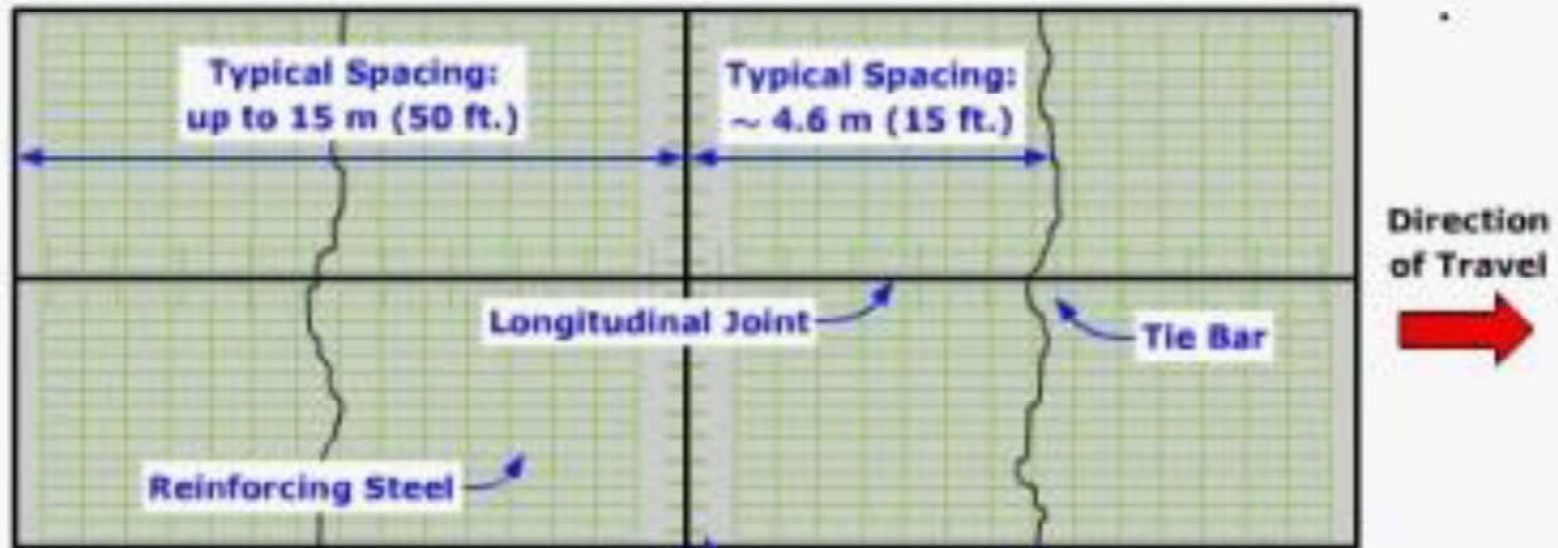 Typical Spacing:
up to 15 m (50 ft.)
Typical Spacing:
~ 4.6 m (15 ft.)
Direction
of Travel
Longitudinal Joint
Tie Bar
Reinforcing Steel